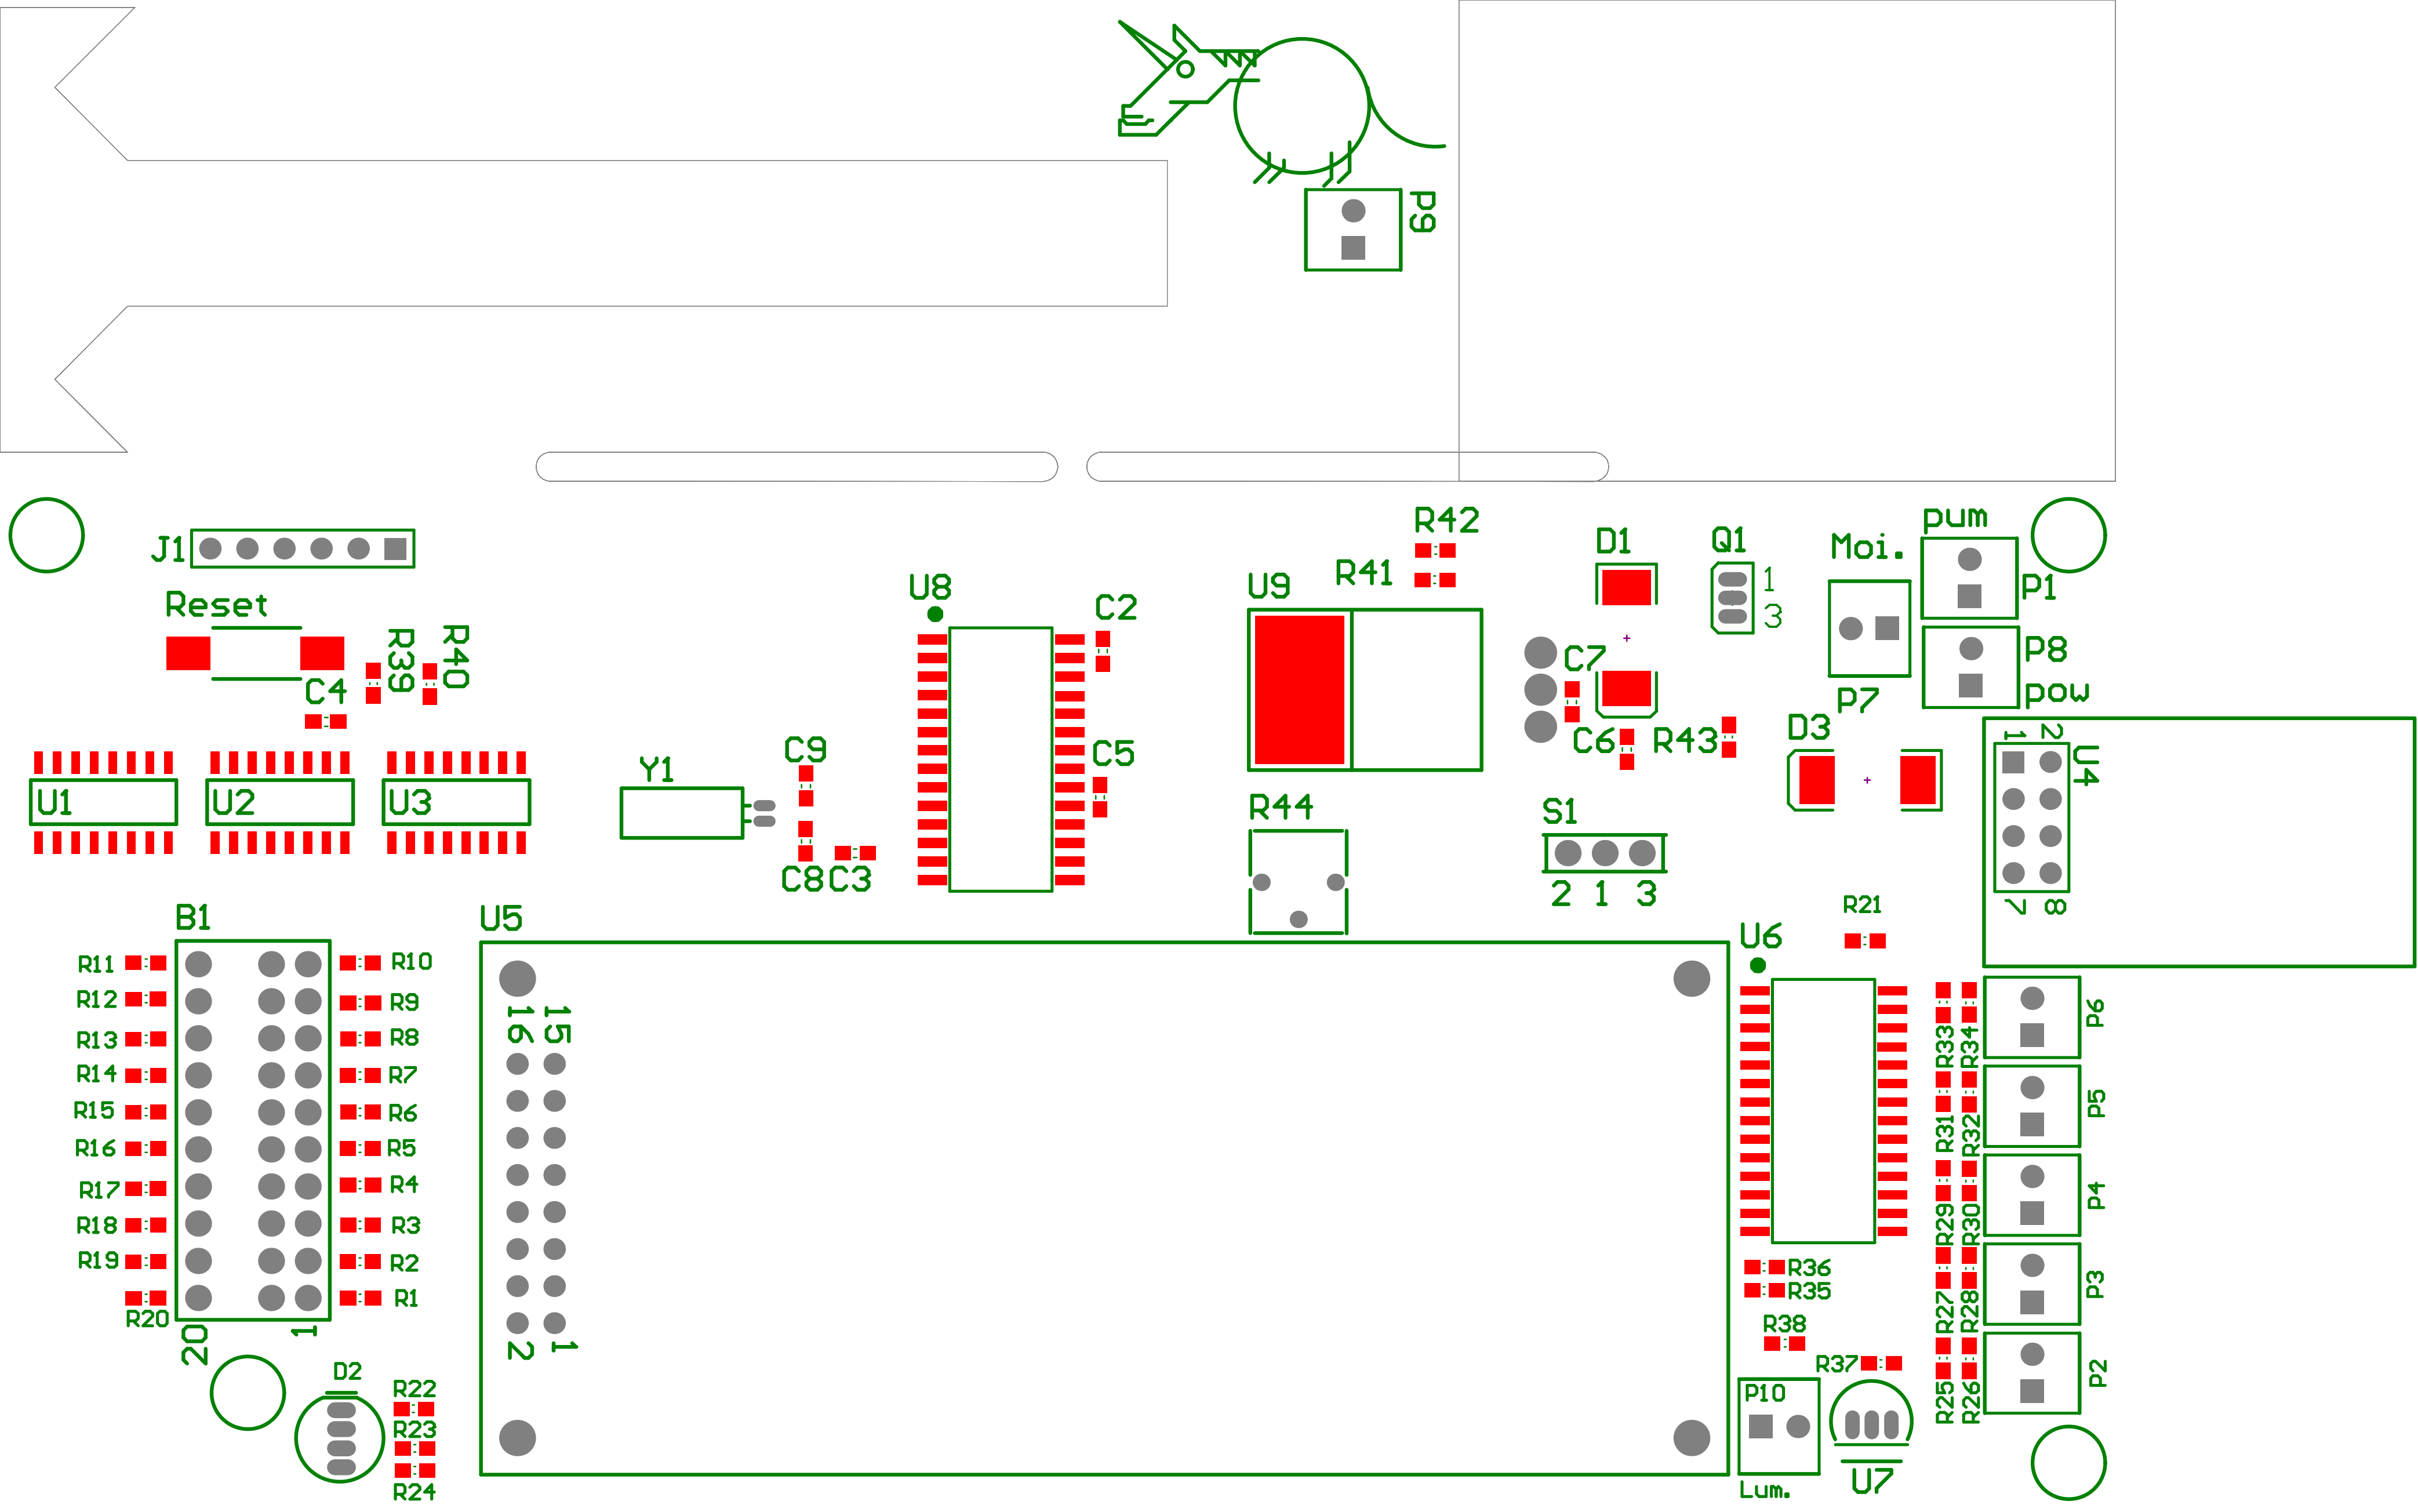 P9
R42
J1
D1
Q1
1
3
Moi.
pum
P1
Reset
R39
R40
C4
U8
C2
U9
R41
C7
C6
R43
P7
P8
pow
D3
2
1
U4
7
8
U1
U2
U3
Y1
C9
C5
C8
C3
R44
S1
2 1 3
R21
B1
U5
U6
R11
R12
R13
R14
R15
R16
R17
R18
R19
R20
R10
R9
R8
R7
R6
R5
R4
R3
R2
R1
20
1
16
15
2
1
R33
R34
R31
R32
R29
R30
R27
R28
R25
R26
P6
P5
P4
P3
P2
R36
R35
R38
R37
P10
Lum.
U7
D2
R22
R23
R24